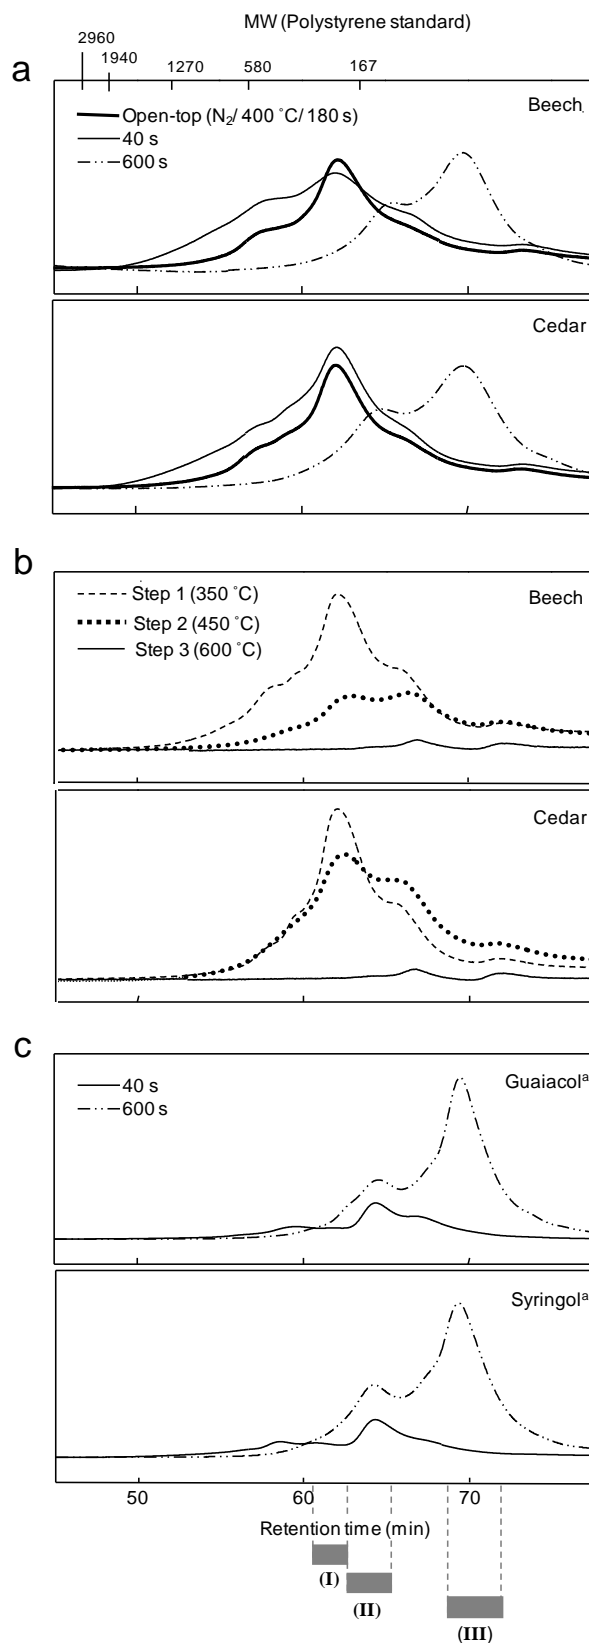 MW (Polystyrene standard)
2960
1940
1270
580
167
a
Open-top (N₂/ 400 ˚C/ 180 s)
40 s
600 s
Beech
Cedar
b
Step 1 (350 ˚C)
Step 2 (450 ˚C)
Step 3 (600 ˚C)
Beech
Cedar
c
40 s
600 s
Guaiacolᵃ
Syringolᵃ
50 60 70
Retention time (min)
(I)
(II)
(III)